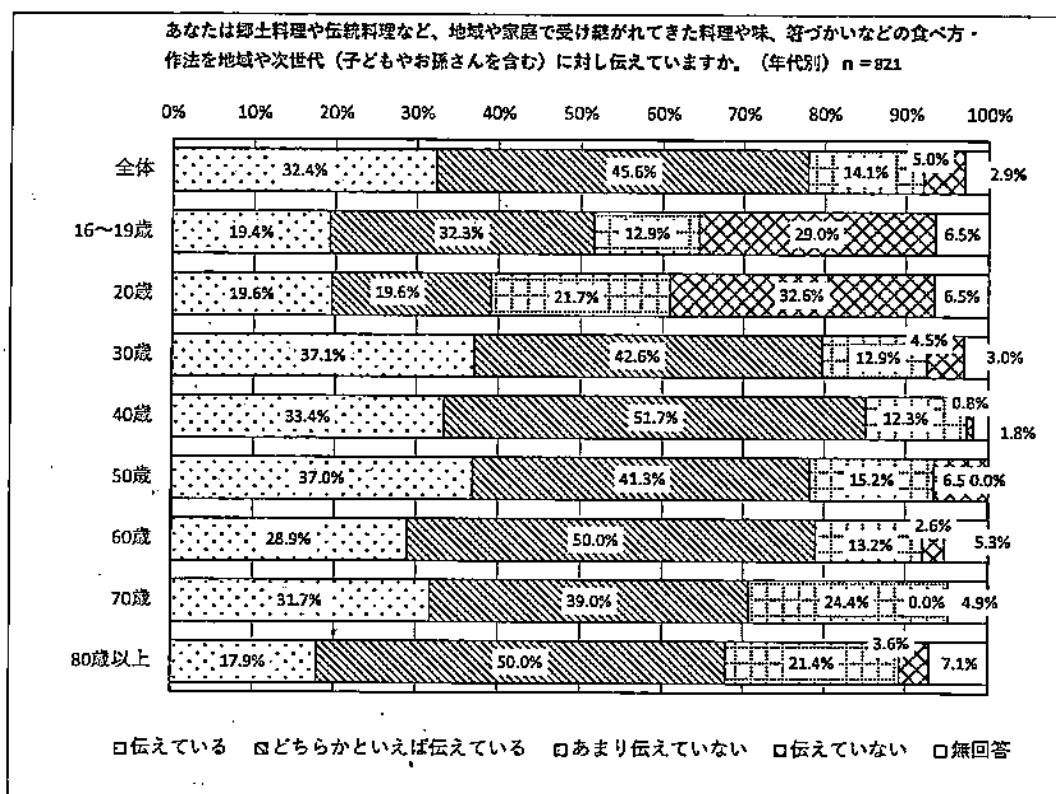 あなたは郷土料理や伝統料理など、地域や家庭で受け継がれてきた料理や味、箸づかいなどの食べ方・
作法を地域や次世代（子どもやお孫さんを含む）に対し伝えていますか。（年代別）n＝821
0% 10% 20% 30% 40% 50% 60% 70% 80% 90% 100%
全体 32.4% 45.6% 14.1% 5.0% 2.9%
16～19歳 19.4% 32.3% 12.9% 29.0% 6.5%
20歳 19.6% 19.6% 21.7% 32.6% 6.5%
30歳 37.1% 42.6% 12.9% 4.5% 3.0%
40歳 33.4% 51.7% 12.3% 0.8% 1.8%
50歳 37.0% 41.3% 15.2% 6.5 0.0%
60歳 28.9% 50.0% 13.2% 2.6% 5.3%
70歳 31.7% 39.0% 24.4% 0.0% 4.9%
80歳以上 17.9% 50.0% 21.4% 3.6% 7.1%
伝えている どちらかといえば伝えている あまり伝えていない 伝えていない 無回答